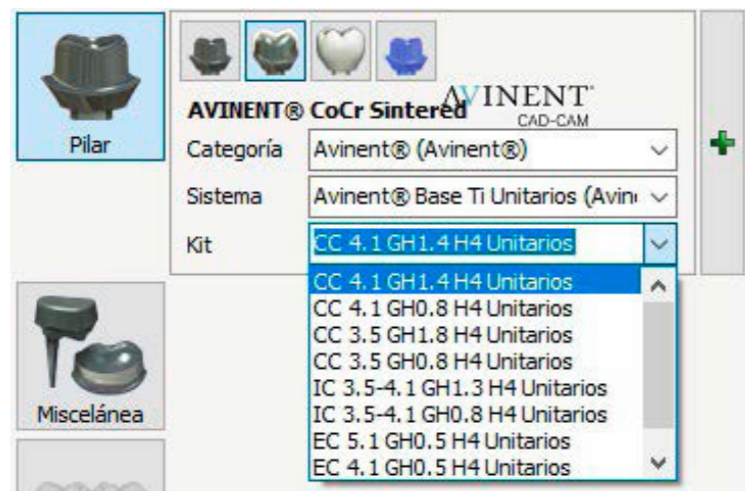 AVINENT®
CAD-CAM
AVINENT® CoCr Sintered
Pilar
Categoría
Avinent® (Avinent®)
Sistema
Avinent® Base Ti Unitarios (Avin
Kit
CC 4.1 GH1.4 H4 Unitarios
CC 4.1 GH1.4 H4 Unitarios
CC 4.1 GH0.8 H4 Unitarios
CC 3.5 GH1.8 H4 Unitarios
CC 3.5 GH0.8 H4 Unitarios
IC 3.5-4.1 GH1.3 H4 Unitarios
IC 3.5-4.1 GH0.8 H4 Unitarios
EC 5.1 GH0.5 H4 Unitarios
EC 4.1 GH0.5 H4 Unitarios
Miscelánea